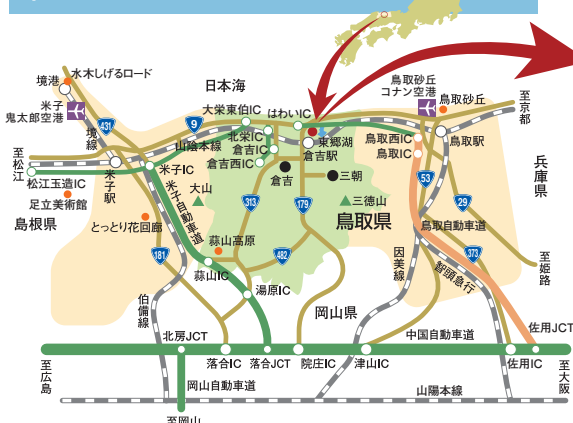 水木しげるロード
境港
米子
鬼太郎空港
431
境線
日本海
9
大栄東伯IC
はわいIC
北栄IC
倉吉IC
倉吉西IC
山陰本線
東郷湖
倉吉駅
鳥取砂丘
コナン空港
鳥取砂丘
鳥取西IC
鳥取IC
鳥取駅
至京都
兵庫県
至松江
松江玉造IC
足立美術館
島根県
米子駅
米子IC
米子自動車道
大山
とっとり花回廊
倉吉
三朝
三徳山
鳥取県
313
179
53
29
鳥取自動車道
373
蒜山高原
482
181
蒜山IC
湯原IC
因美線
智頭急行
至姫路
伯備線
岡山県
北房JCT
中国自動車道
佐用JCT
至広島
落合IC
落合JCT
院庄IC
津山IC
佐用IC
至大阪
岡山自動車道
山陽本線
至岡山